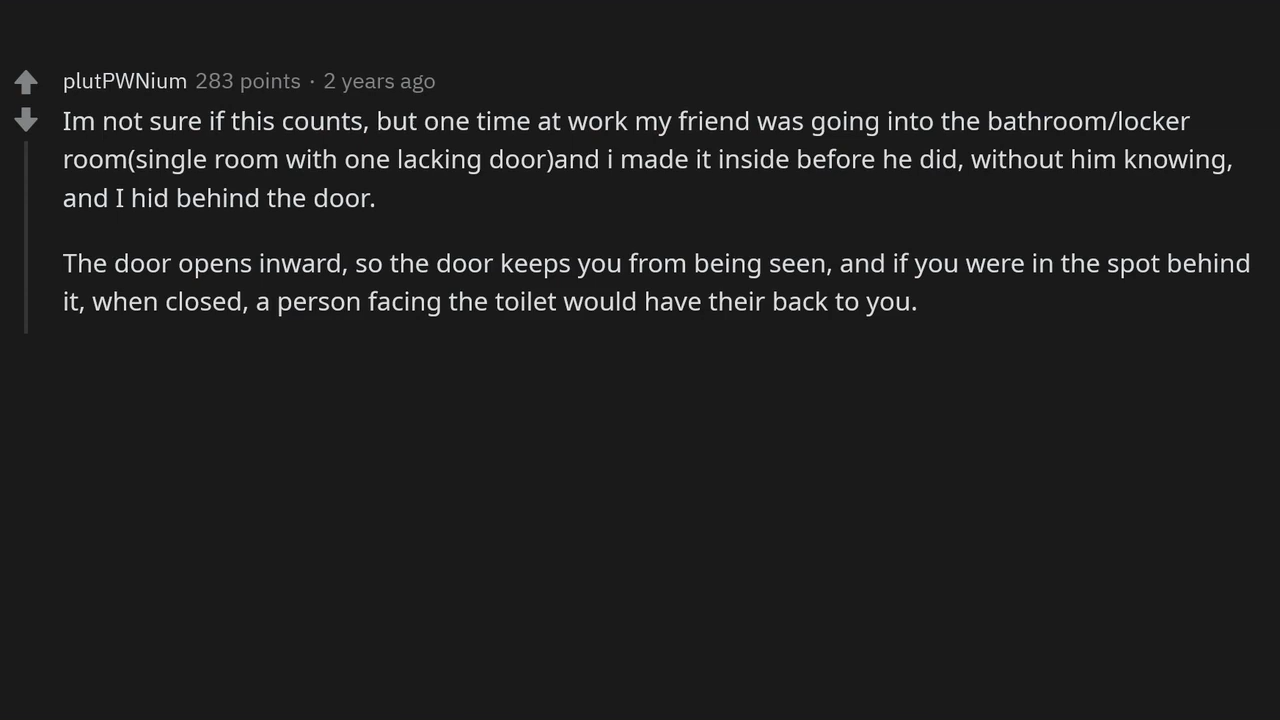 plutPWNium 283 points · 2 years ago
Im not sure if this counts, but one time at work my friend was going into the bathroom/locker
room(single room with one lacking door)and i made it inside before he did, without him knowing,
and I hid behind the door.
The door opens inward, so the door keeps you from being seen, and if you were in the spot behind
it, when closed, a person facing the toilet would have their back to you.